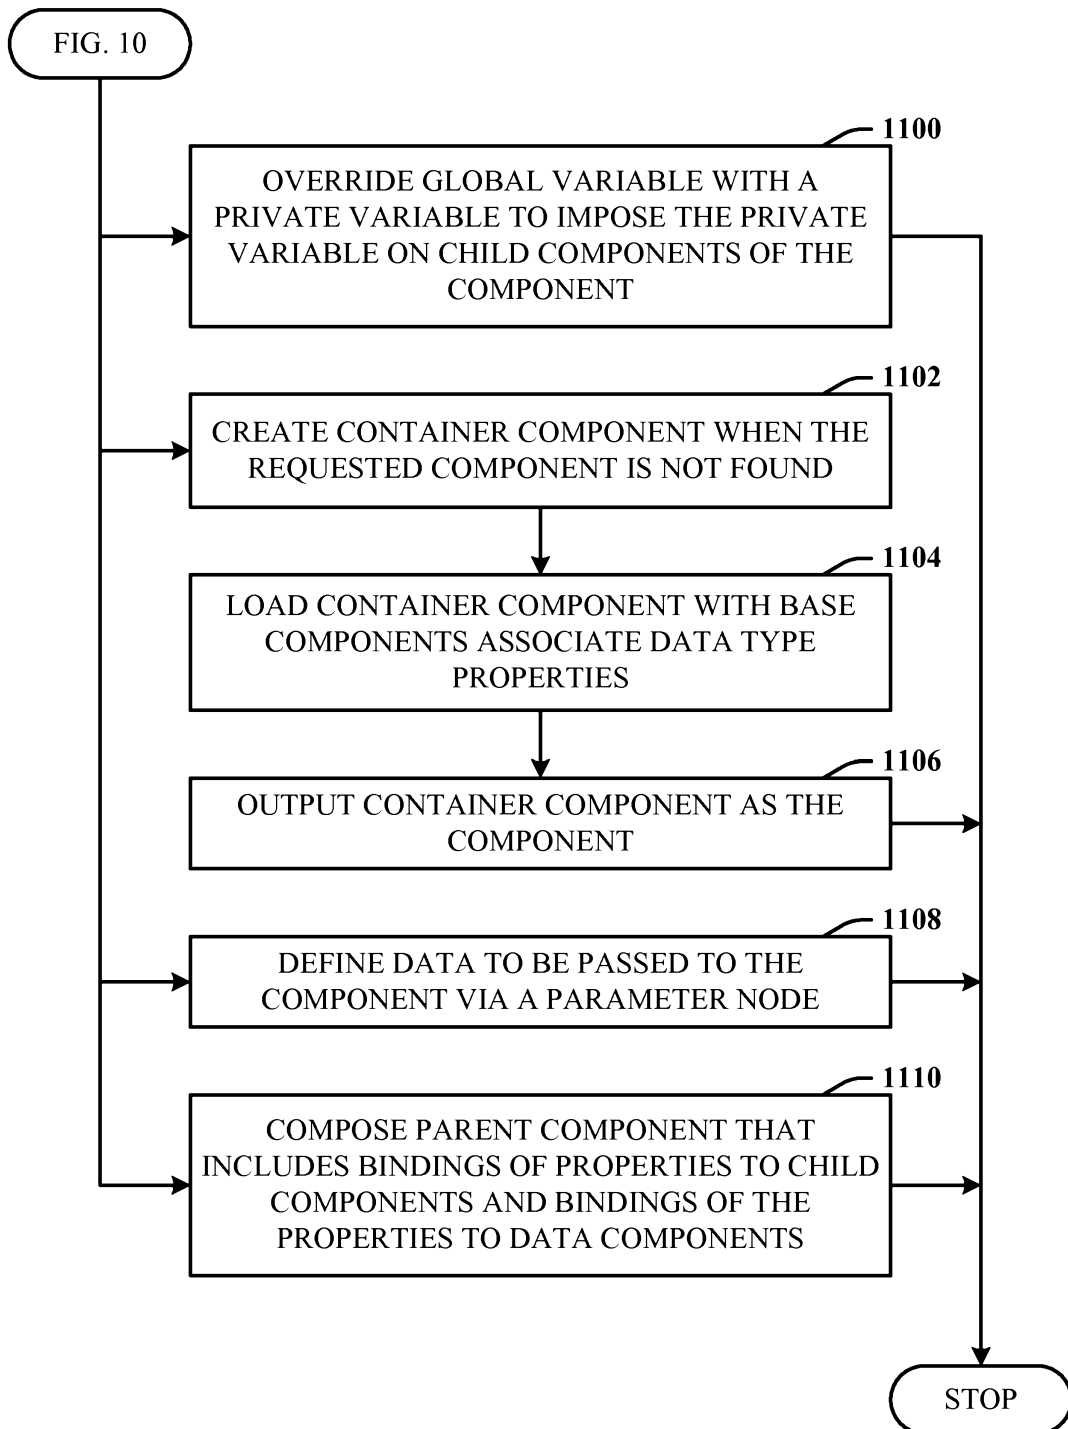 FIG. 10
1100
OVERRIDE GLOBAL VARIABLE WITH A
PRIVATE VARIABLE TO IMPOSE THE PRIVATE
VARIABLE ON CHILD COMPONENTS OF THE
COMPONENT
1102
CREATE CONTAINER COMPONENT WHEN THE
REQUESTED COMPONENT IS NOT FOUND
1104
LOAD CONTAINER COMPONENT WITH BASE
COMPONENTS ASSOCIATE DATA TYPE
PROPERTIES
1106
OUTPUT CONTAINER COMPONENT AS THE
COMPONENT
1108
DEFINE DATA TO BE PASSED TO THE
COMPONENT VIA A PARAMETER NODE
1110
COMPOSE PARENT COMPONENT THAT
INCLUDES BINDINGS OF PROPERTIES TO CHILD
COMPONENTS AND BINDINGS OF THE
PROPERTIES TO DATA COMPONENTS
STOP